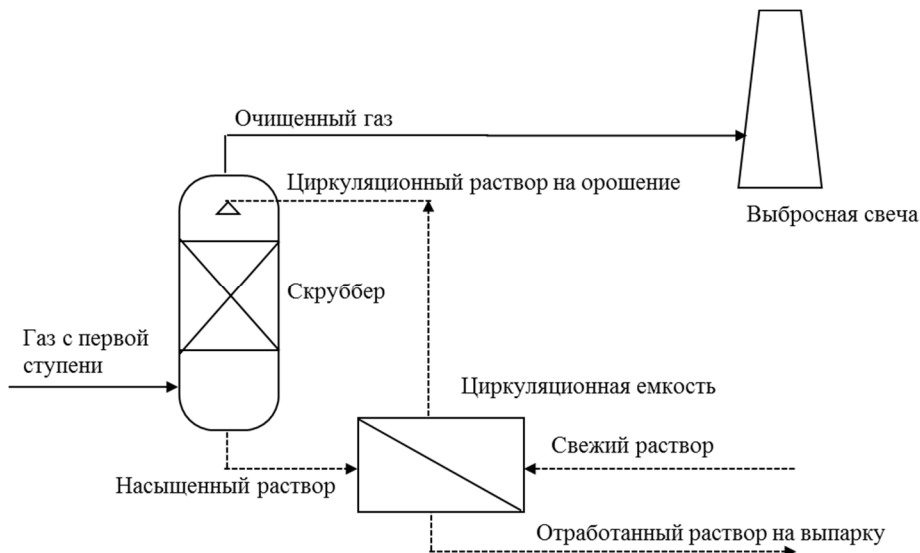 Очищенный газ
Циркуляционный раствор на орошение
Выбросная свеча
Скруббер
Газ с первой
ступени
Циркуляционная емкость
Свежий раствор
Насыщенный раствор
Отработанный раствор на выпарку